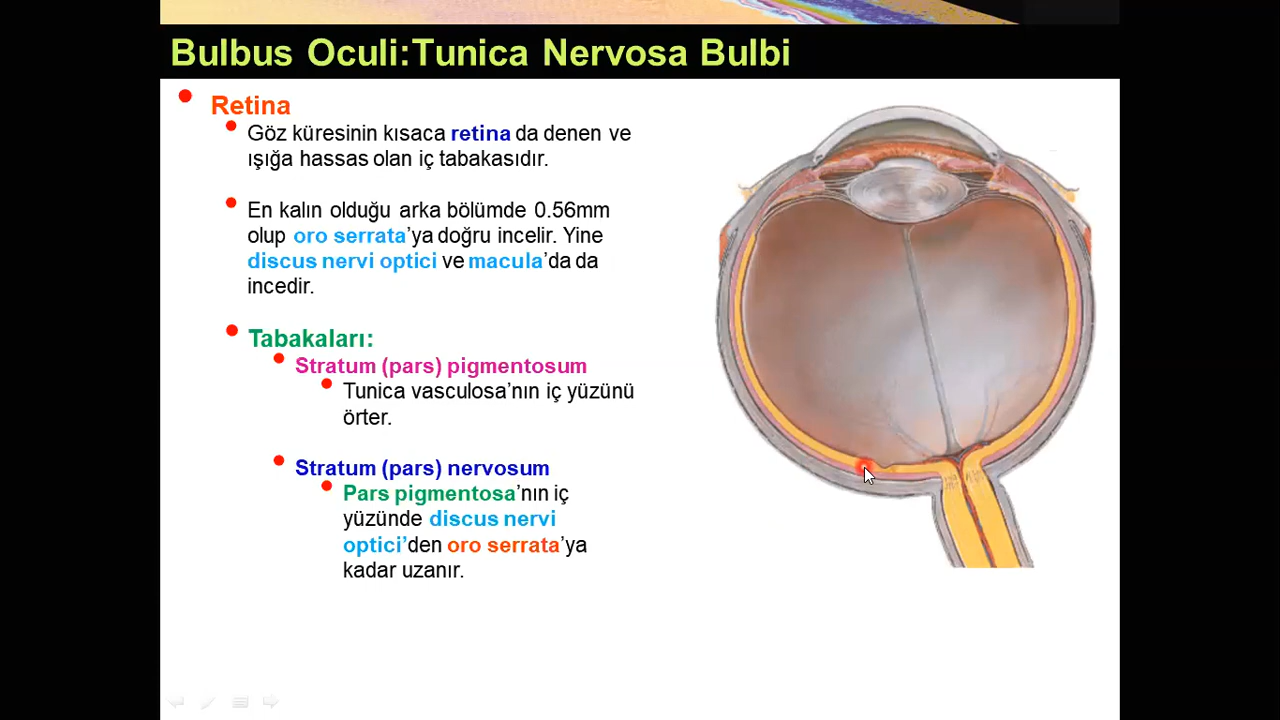 Bulbus Oculi:Tunica Nervosa Bulbi
Retina
Göz küresinin kısaca retina da denen ve
ışığa hassas olan iç tabakasıdır.
En kalın olduğu arka bölümde 0.56mm
olup oro serrata’ya doğru incelir. Yine
discus nervi optici ve macula’da da
incedir.
Tabakaları:
Stratum (pars) pigmentosum
Tunica vasculosa’nın iç yüzünü
örter.
Stratum (pars) nervosum
Pars pigmentosa’nın iç
yüzünde discus nervi
optici’den oro serrata’ya
kadar uzanır.